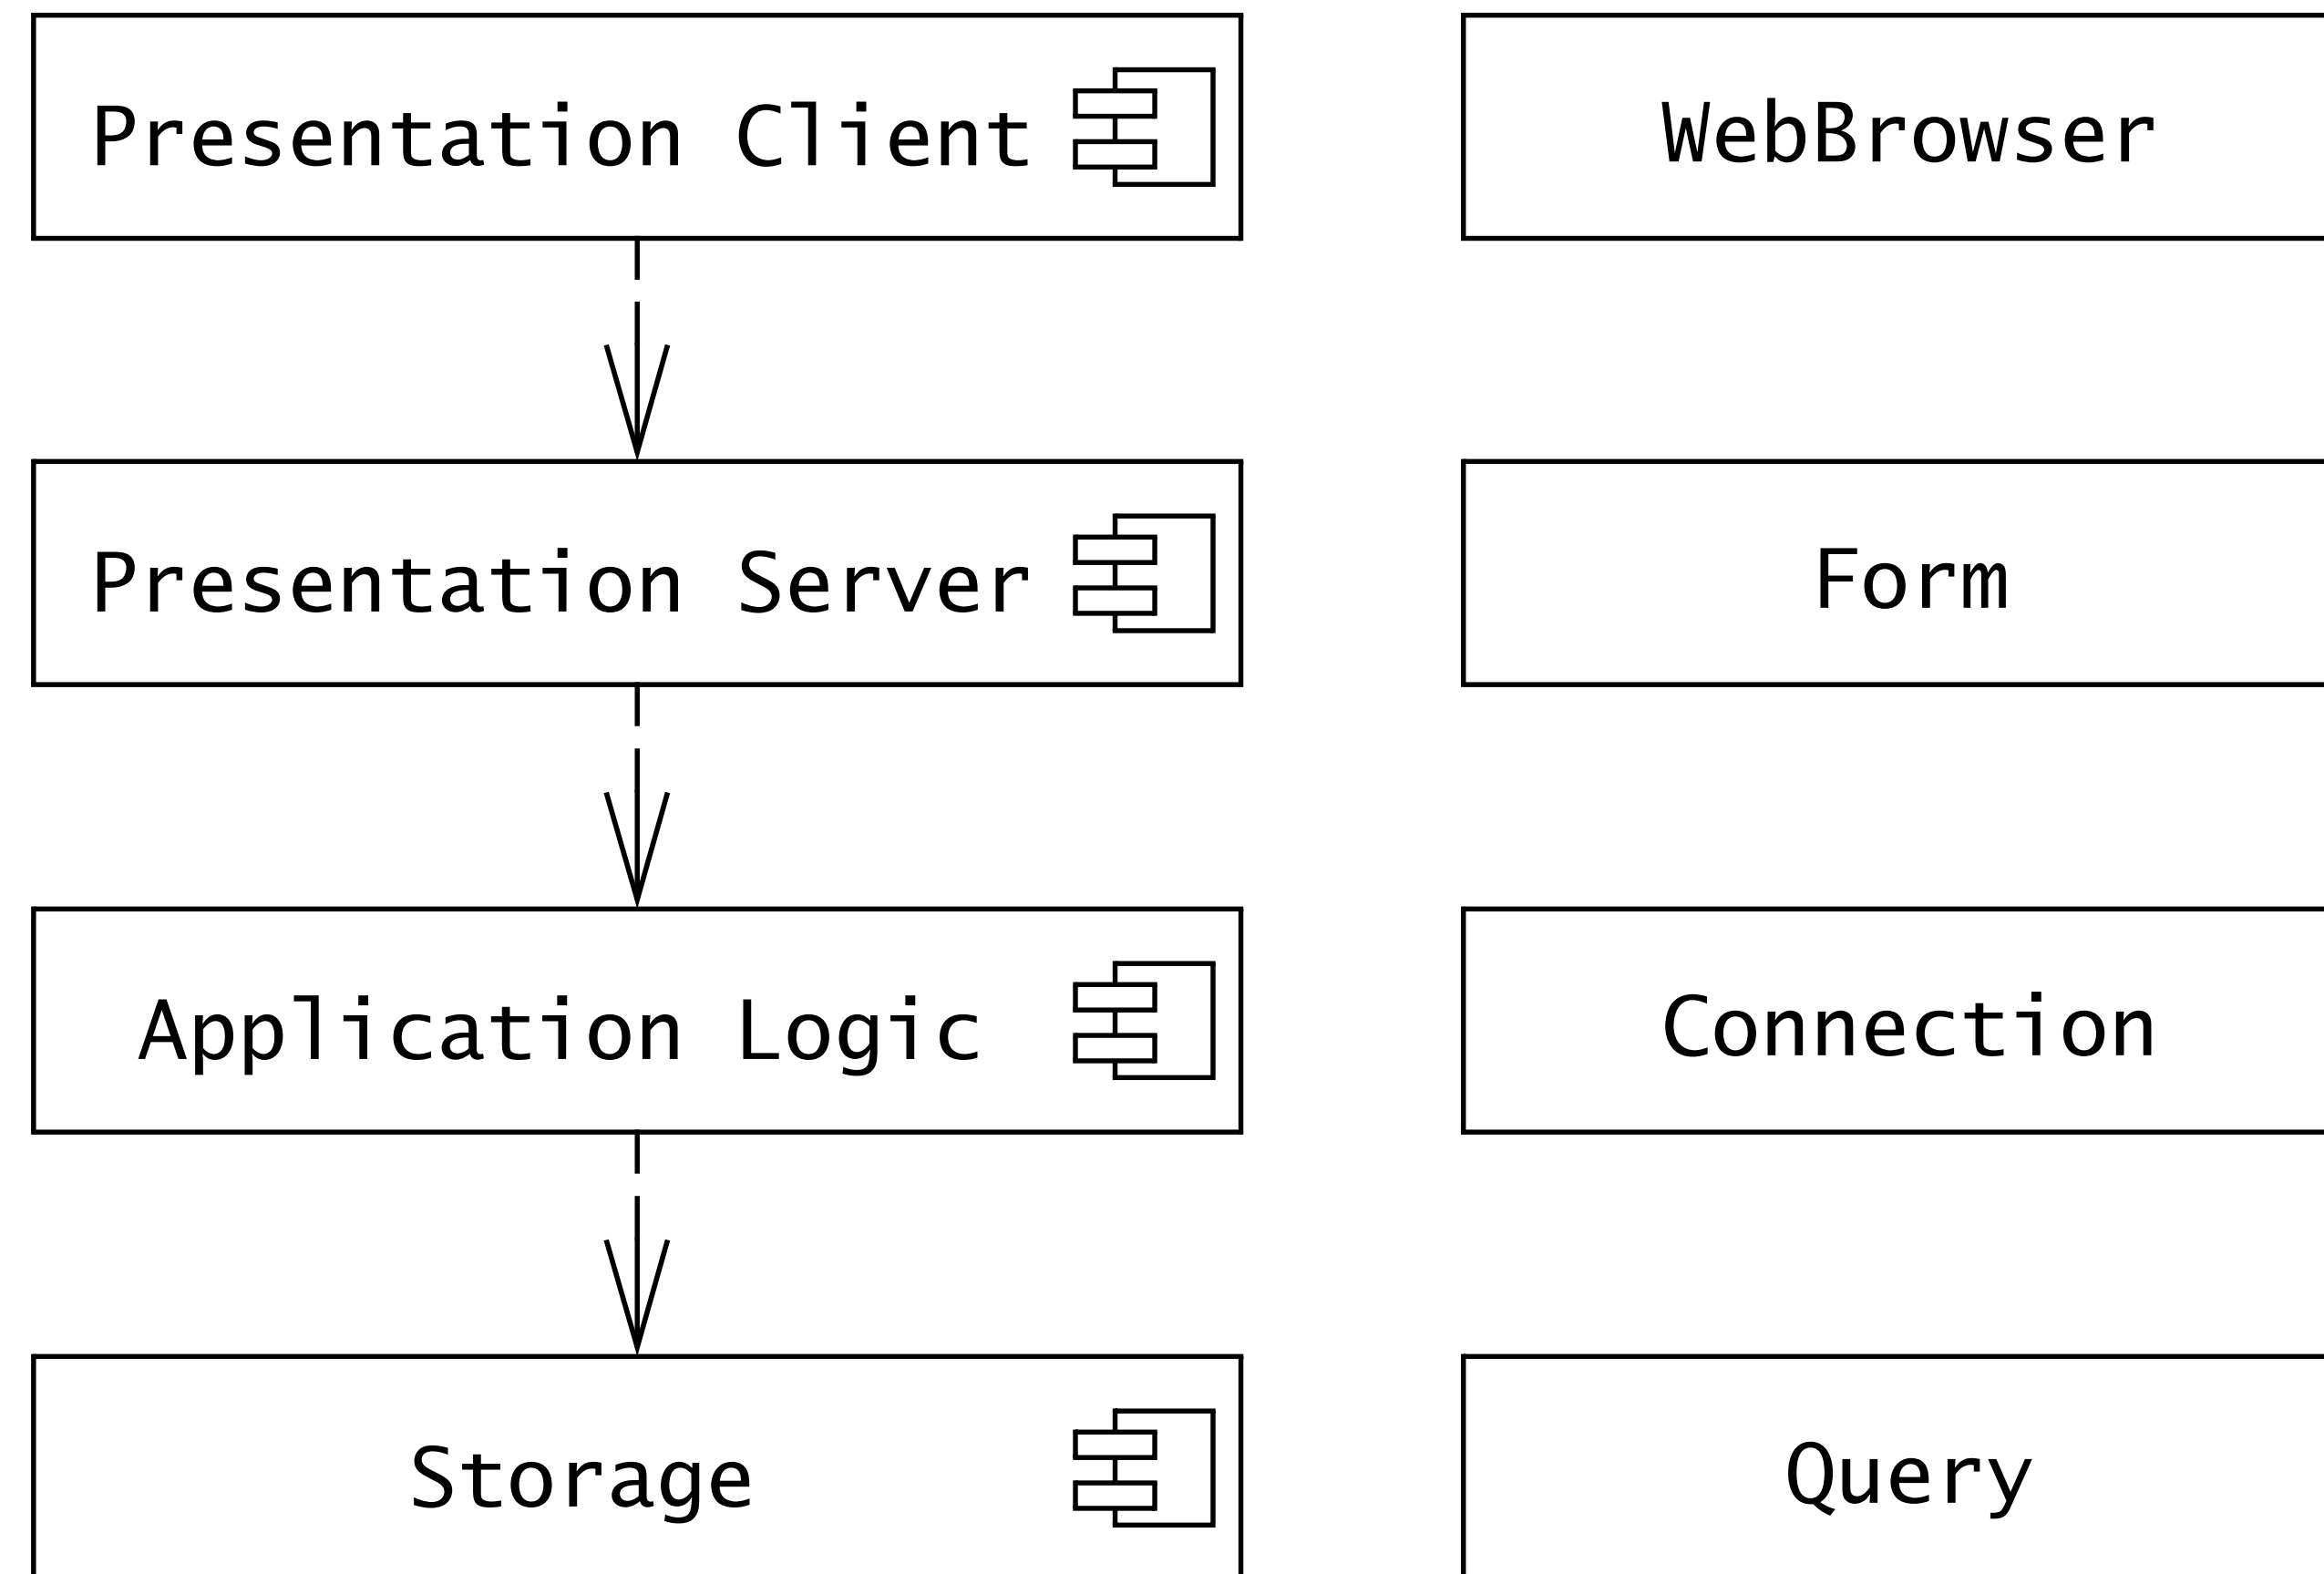 Presentation Client
WebBrowser
Presentation Server
Form
Application Logic
Connection
Storage
Query